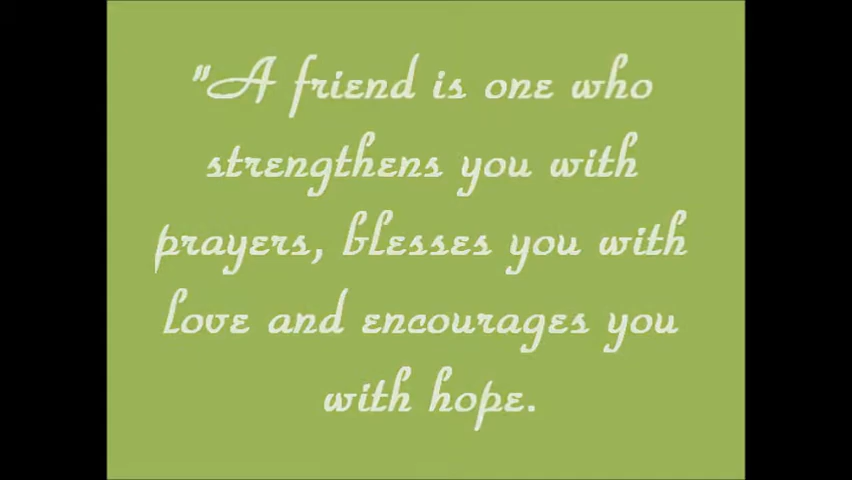 "A friend is one who
strengthens you with
prayers, blesses you with
love and encourages you
with hope.